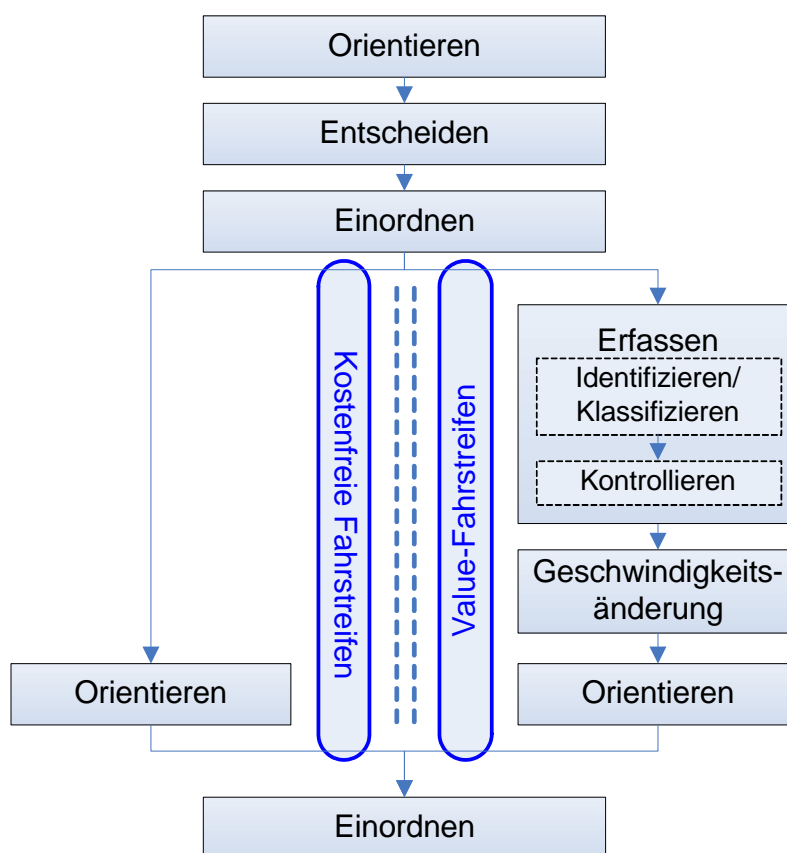 Orientieren
Entscheiden
Einordnen
Kostenfreie Fahrstreifen
Value-Fahrstreifen
Erfassen
Identifizieren/
Klassifizieren
Kontrollieren
Geschwindigkeits-
änderung
Orientieren
Orientieren
Einordnen